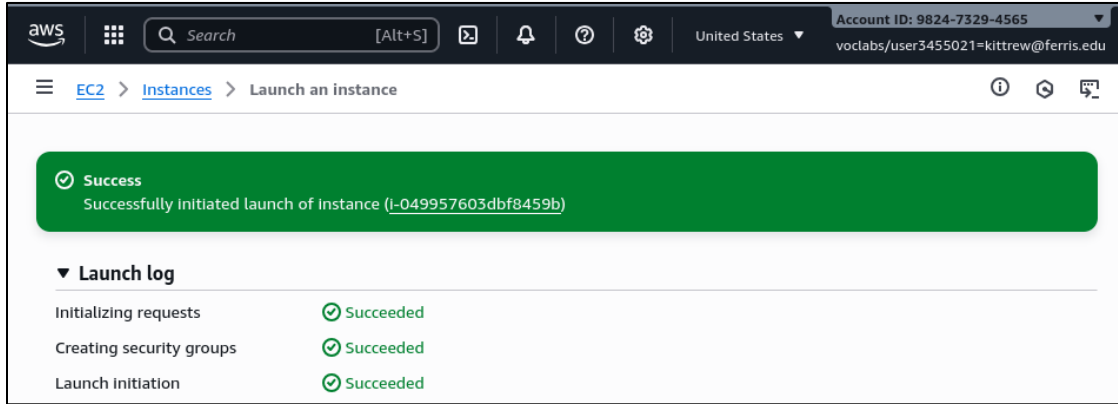 aws
Search [Alt+S]
United States ▼
Account ID: 9824-7329-4565 ▼
voclabs/user3455021=kittrew@ferris.edu
EC2 > Instances > Launch an instance
Success
Successfully initiated launch of instance (i-049957603dbf8459b)
▼ Launch log
Initializing requests Succeeded
Creating security groups Succeeded
Launch initiation Succeeded